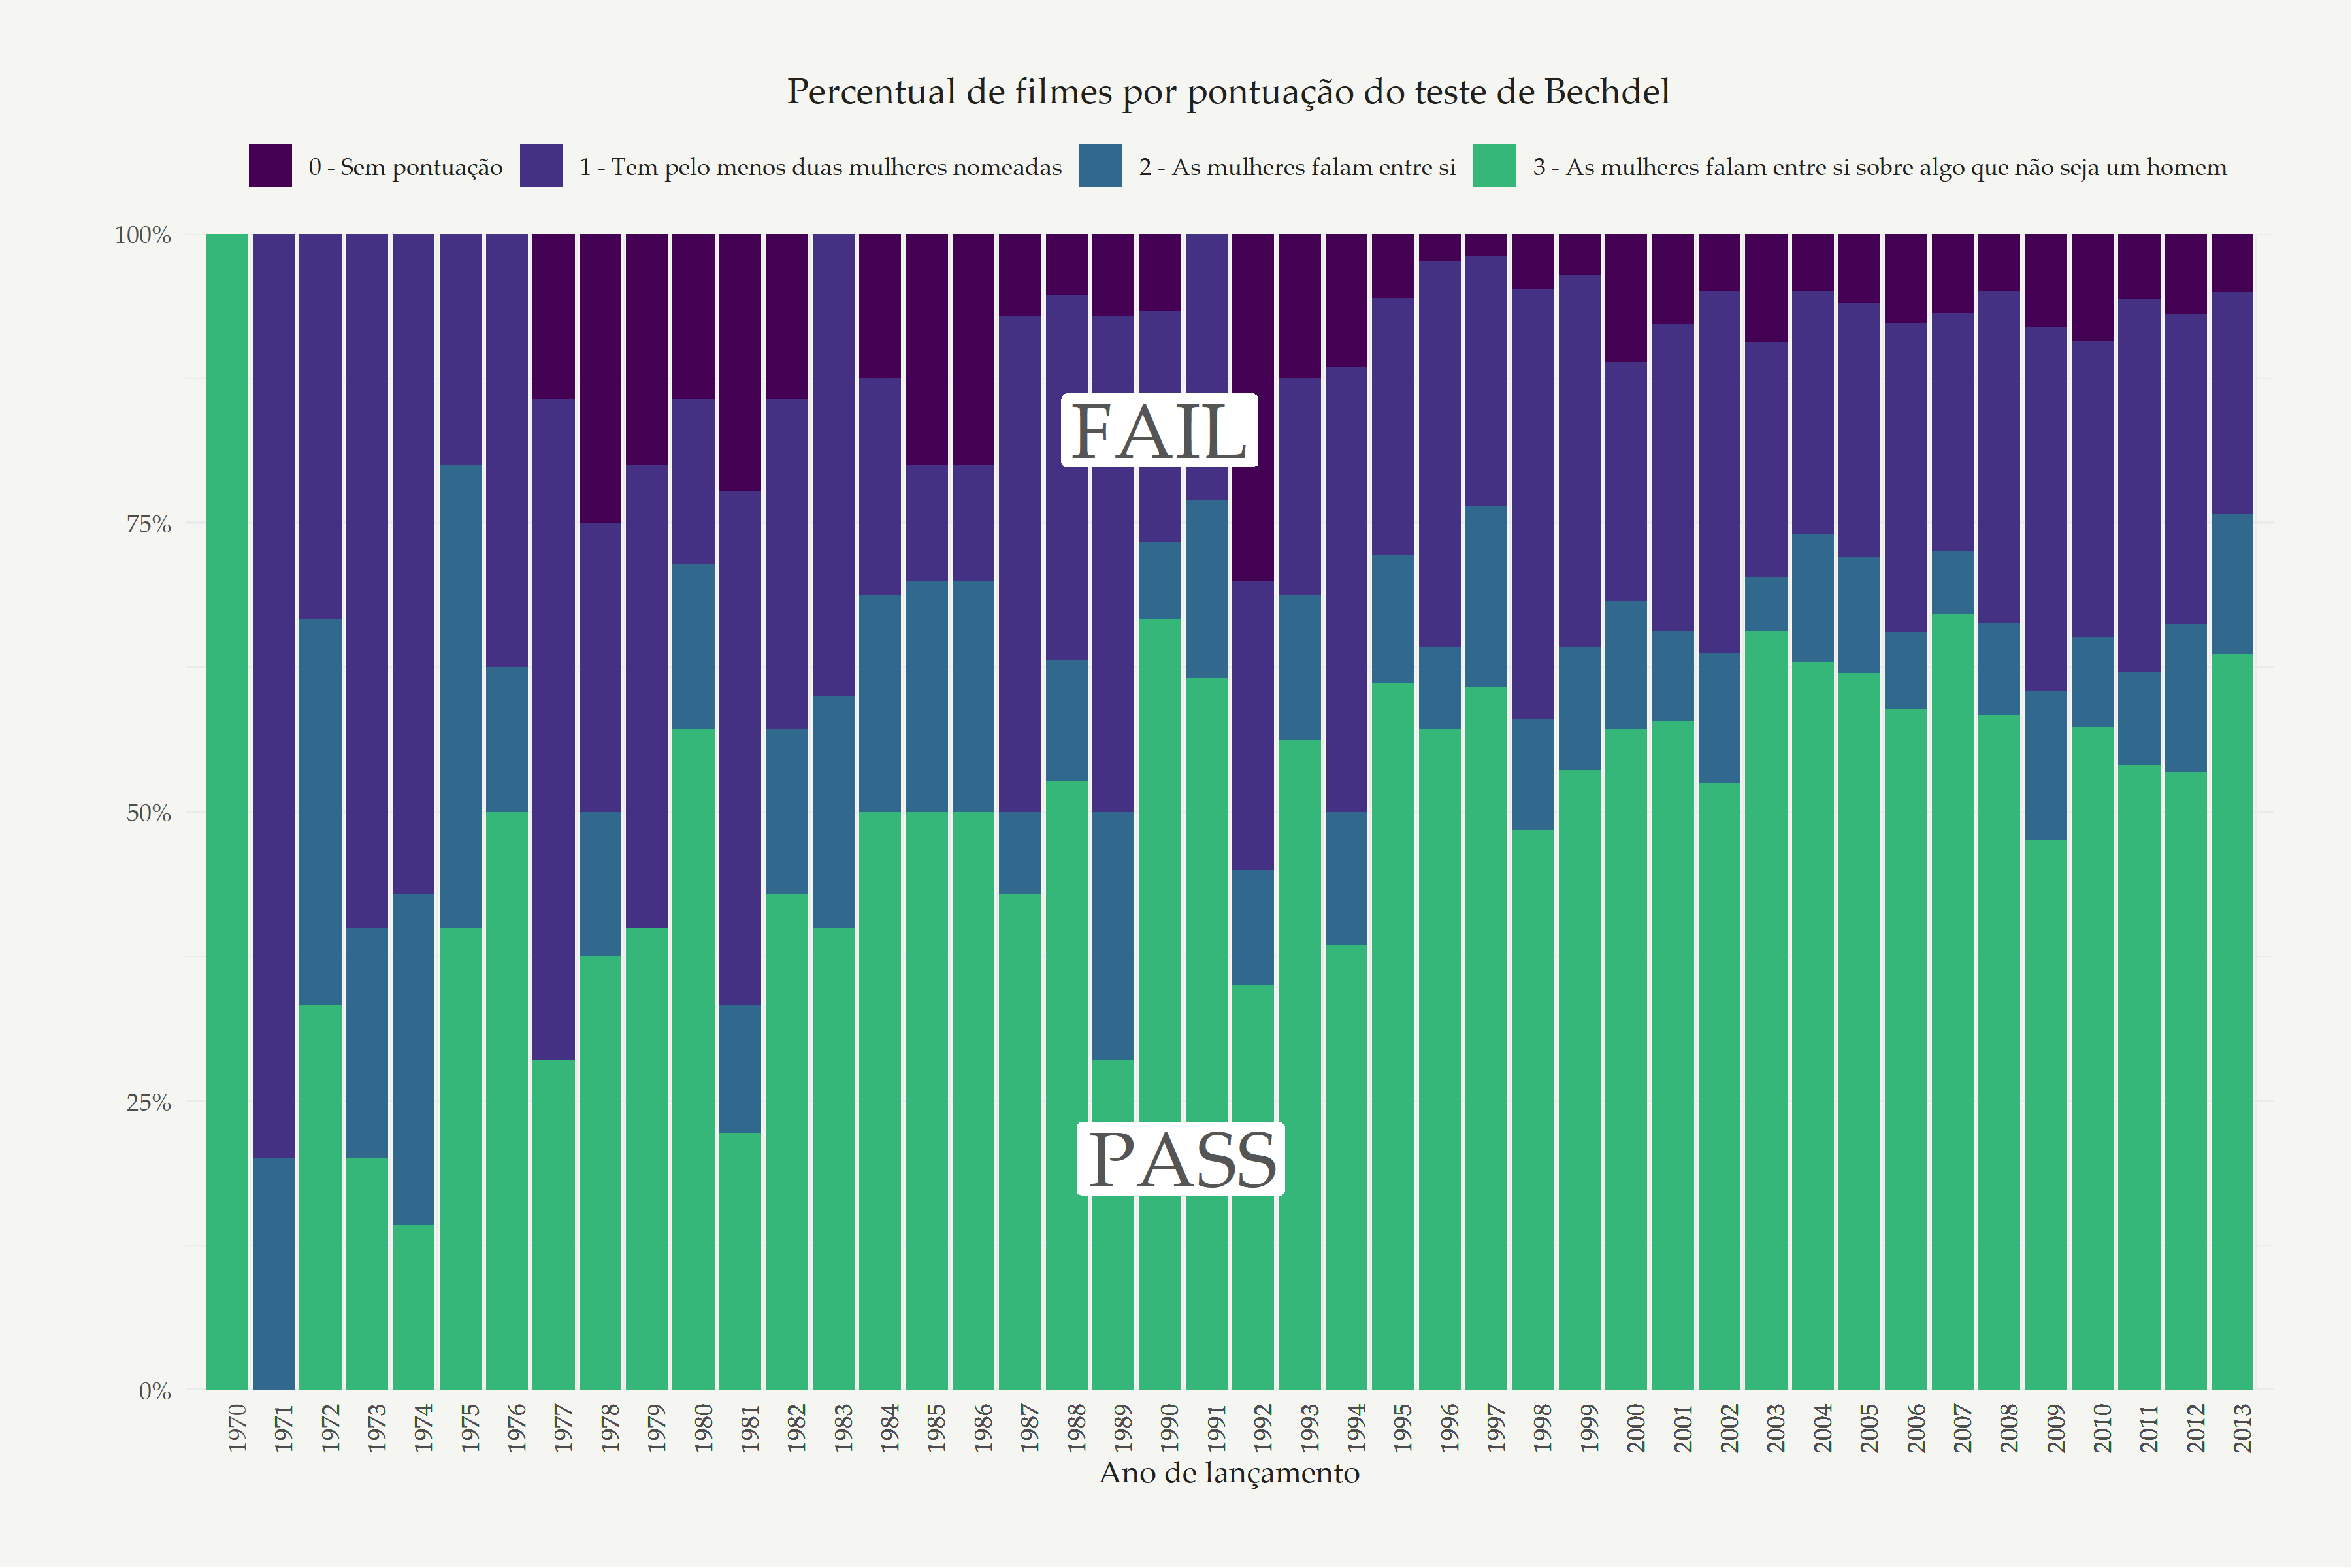 Percentual de filmes por pontuação do teste de Bechdel
0 - Sem pontuação 1 - Tem pelo menos duas mulheres nomeadas 2 - As mulheres falam entre si 3 - As mulheres falam entre si sobre algo que não seja um homem
100%
FAIL
75%
50%
25%
PASS
0%
1970 1971 1972 1973 1974 1975 1976 1977 1978 1979 1980 1981 1982 1983 1984 1985 1986 1987 1988 1989 1990 1991 1992 1993 1994 1995 1996 1997 1998 1999 2000 2001 2002 2003 2004 2005 2006 2007 2008 2009 2010 2011 2012 2013
Ano de lançamento